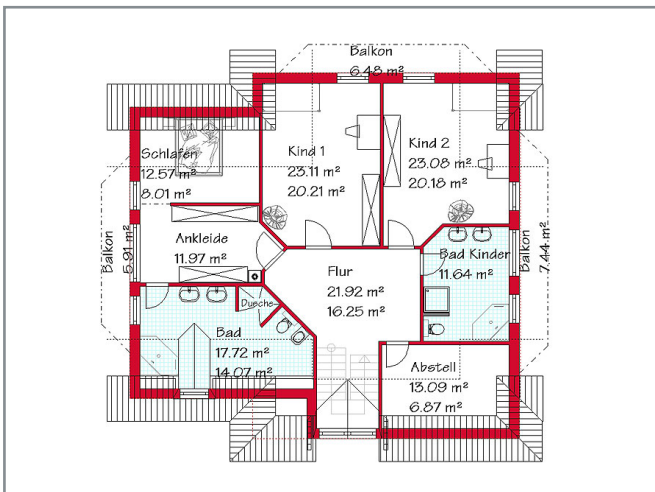 Balkon
6.48 m²
Schlafen
12.57 m²
8.01 m²
Kind 1
23.11 m²
20.21 m²
Kind 2
23.08 m²
20.18 m²
Balkon
5.91 m²
Ankleide
11.97 m²
Flur
21.92 m²
16.25 m²
Bad Kinder
11.64 m²
Balkon
7.44 m²
Dusche
Bad
17.72 m²
14.07 m²
Abstell
13.09 m²
6.87 m²